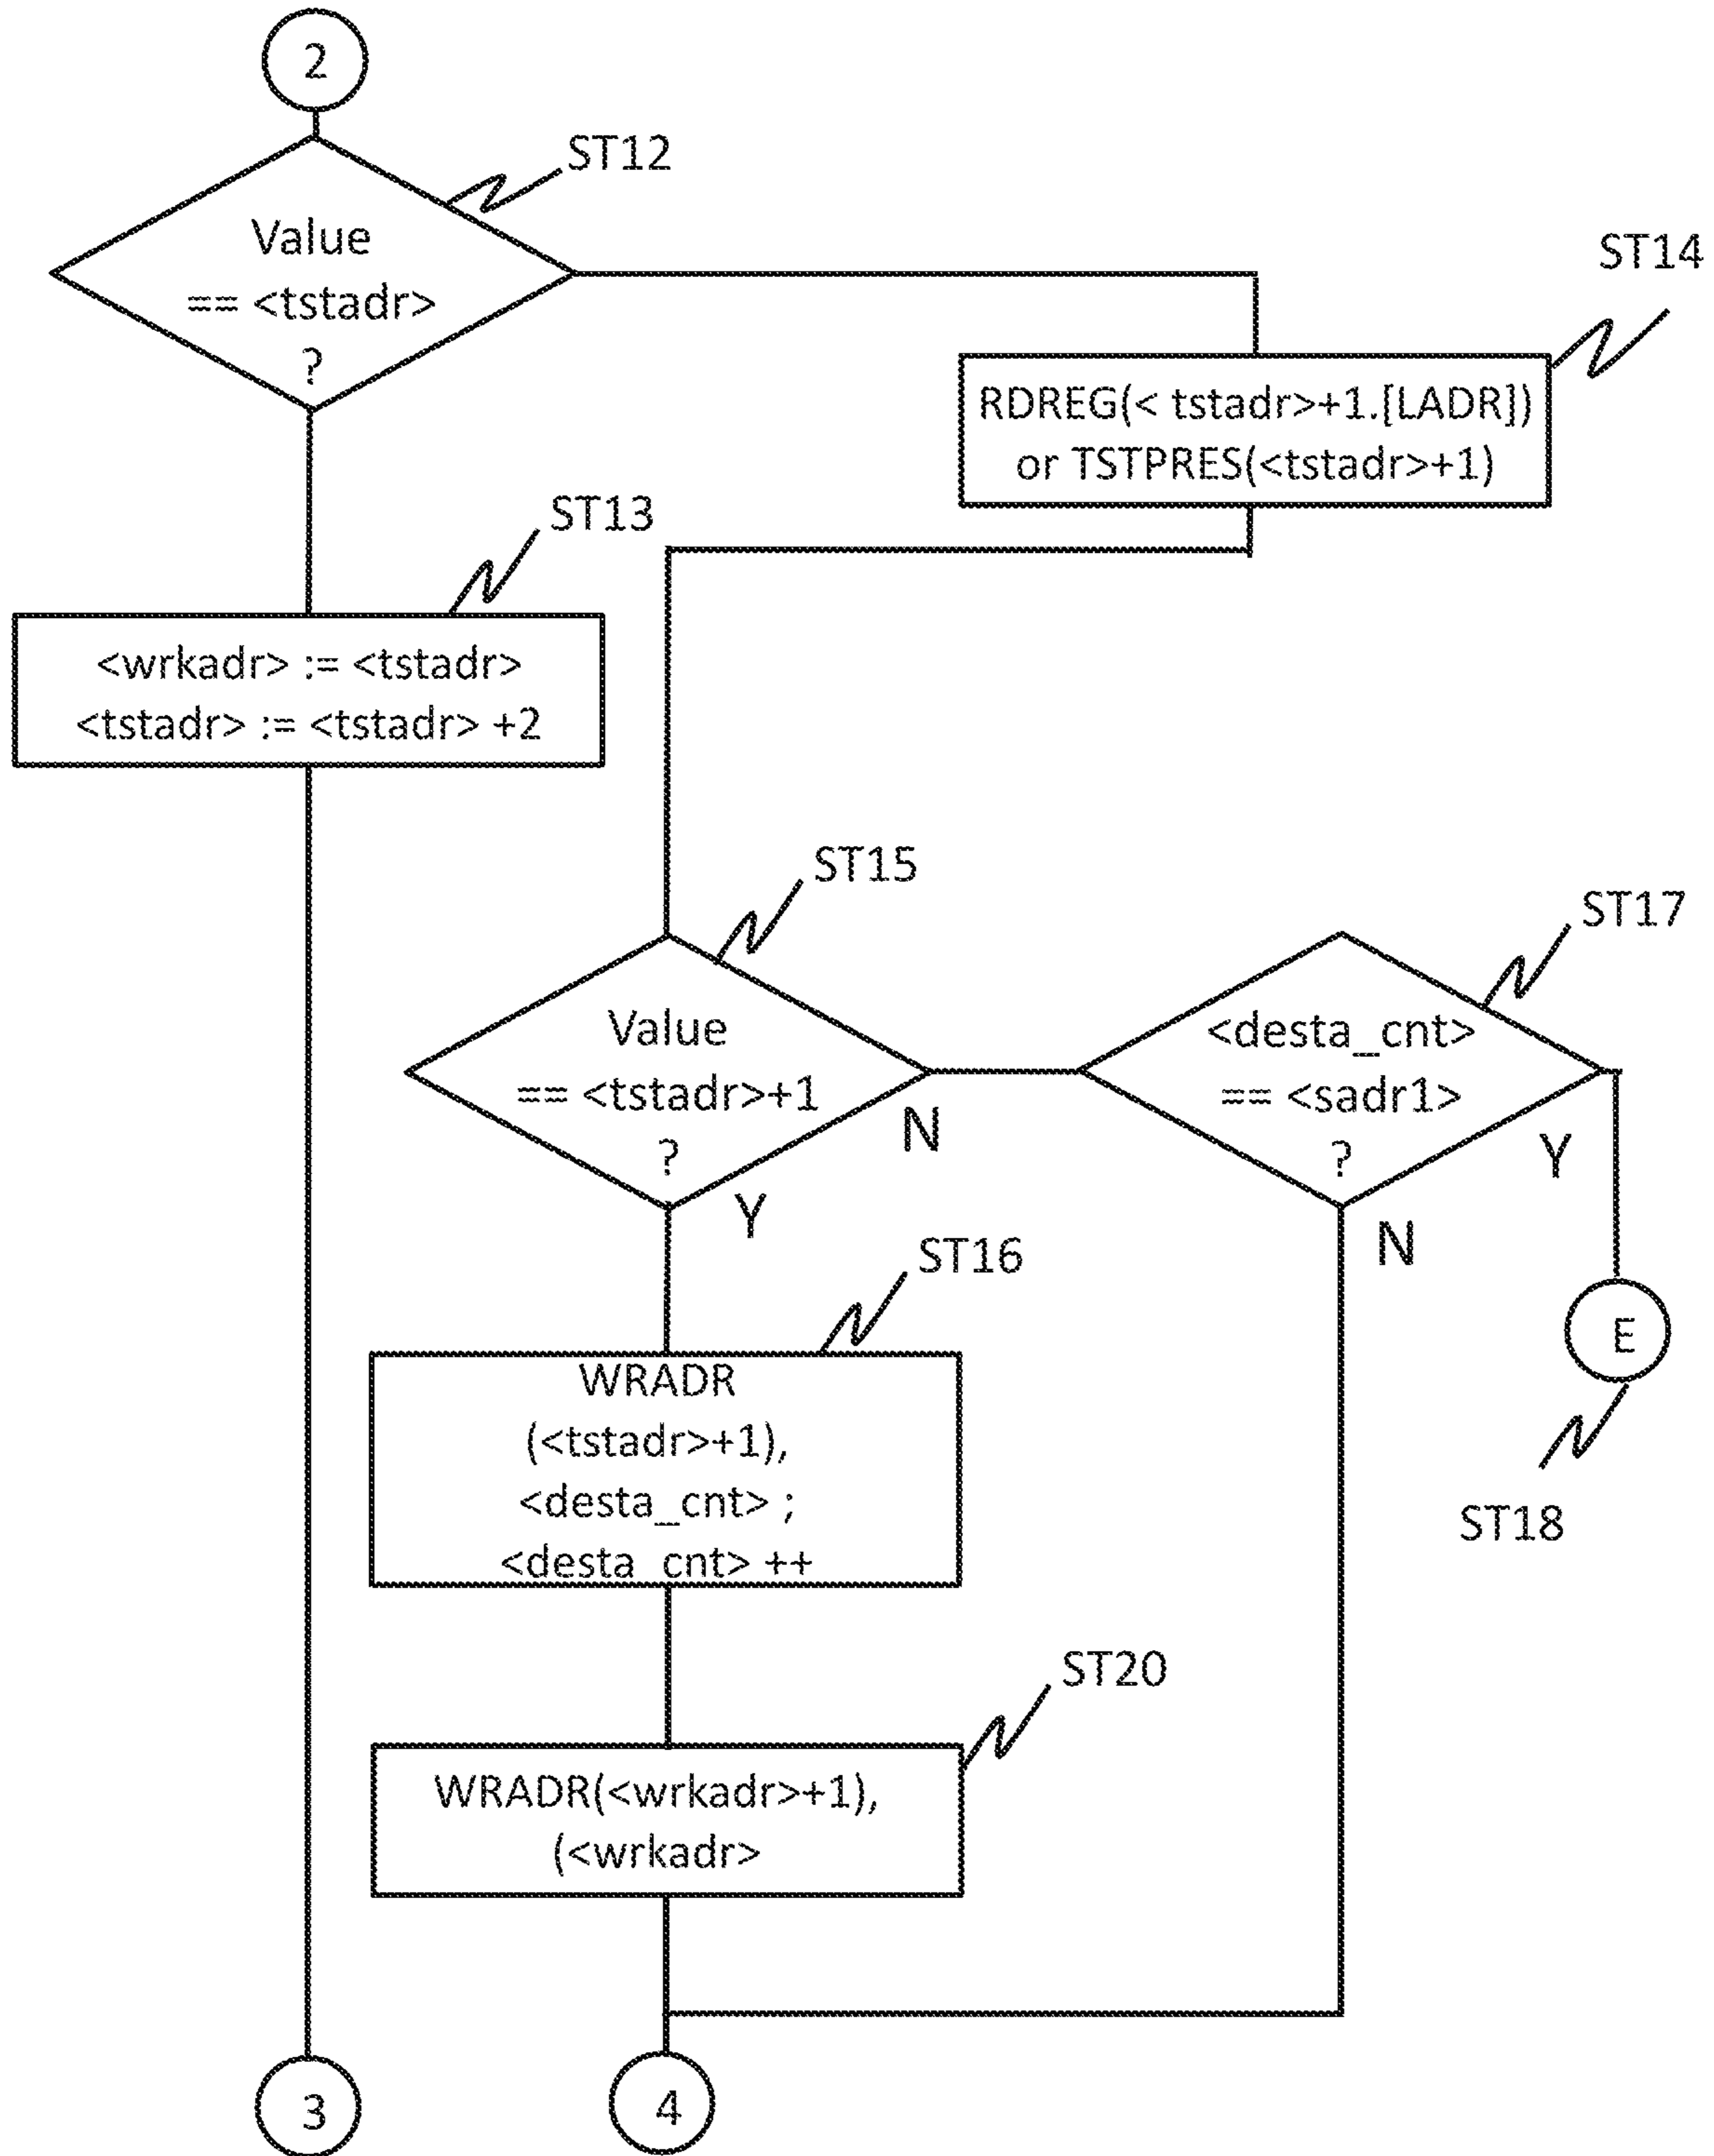 2
ST12
Value
== <tstadr>
?
ST14
RDREG(< tstadr>+1.[LADR])
or TSTPRES(<tstadr>+1)
ST13
<wrkadr> := <tstadr>
<tstadr> := <tstadr> +2
ST15
Value
== <tstadr>+1
?
N
Y
ST17
<desta_cnt>
== <sadr1>
?
Y
N
ST16
WRADR
(<tstadr>+1),
<desta_cnt> ;
<desta_cnt> ++
E
ST18
ST20
WRADR(<wrkadr>+1),
(<wrkadr>
3
4